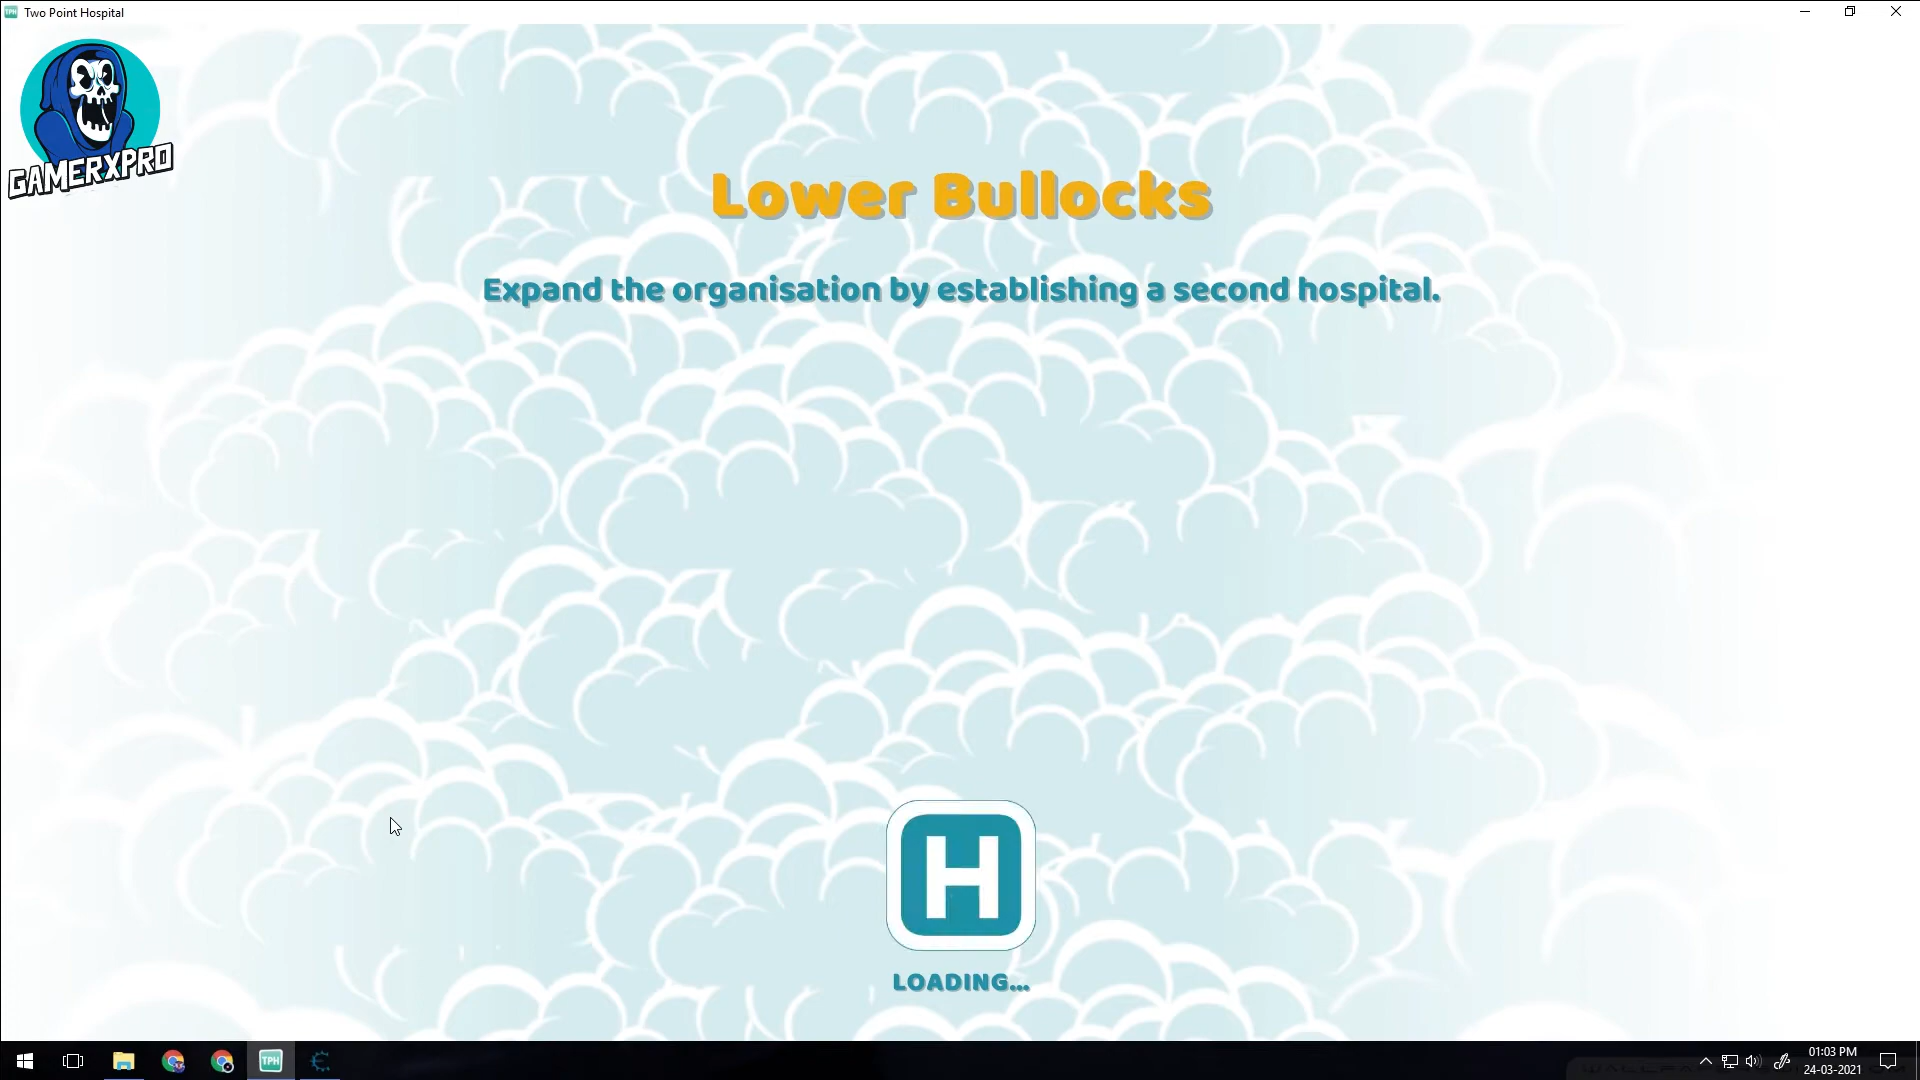 TPH Two Point Hospital
GAMERXPRO
Lower Bullocks
Expand the organisation by establishing a second hospital.
H
LOADING...
TPH
01:03 PM
24-03-2021